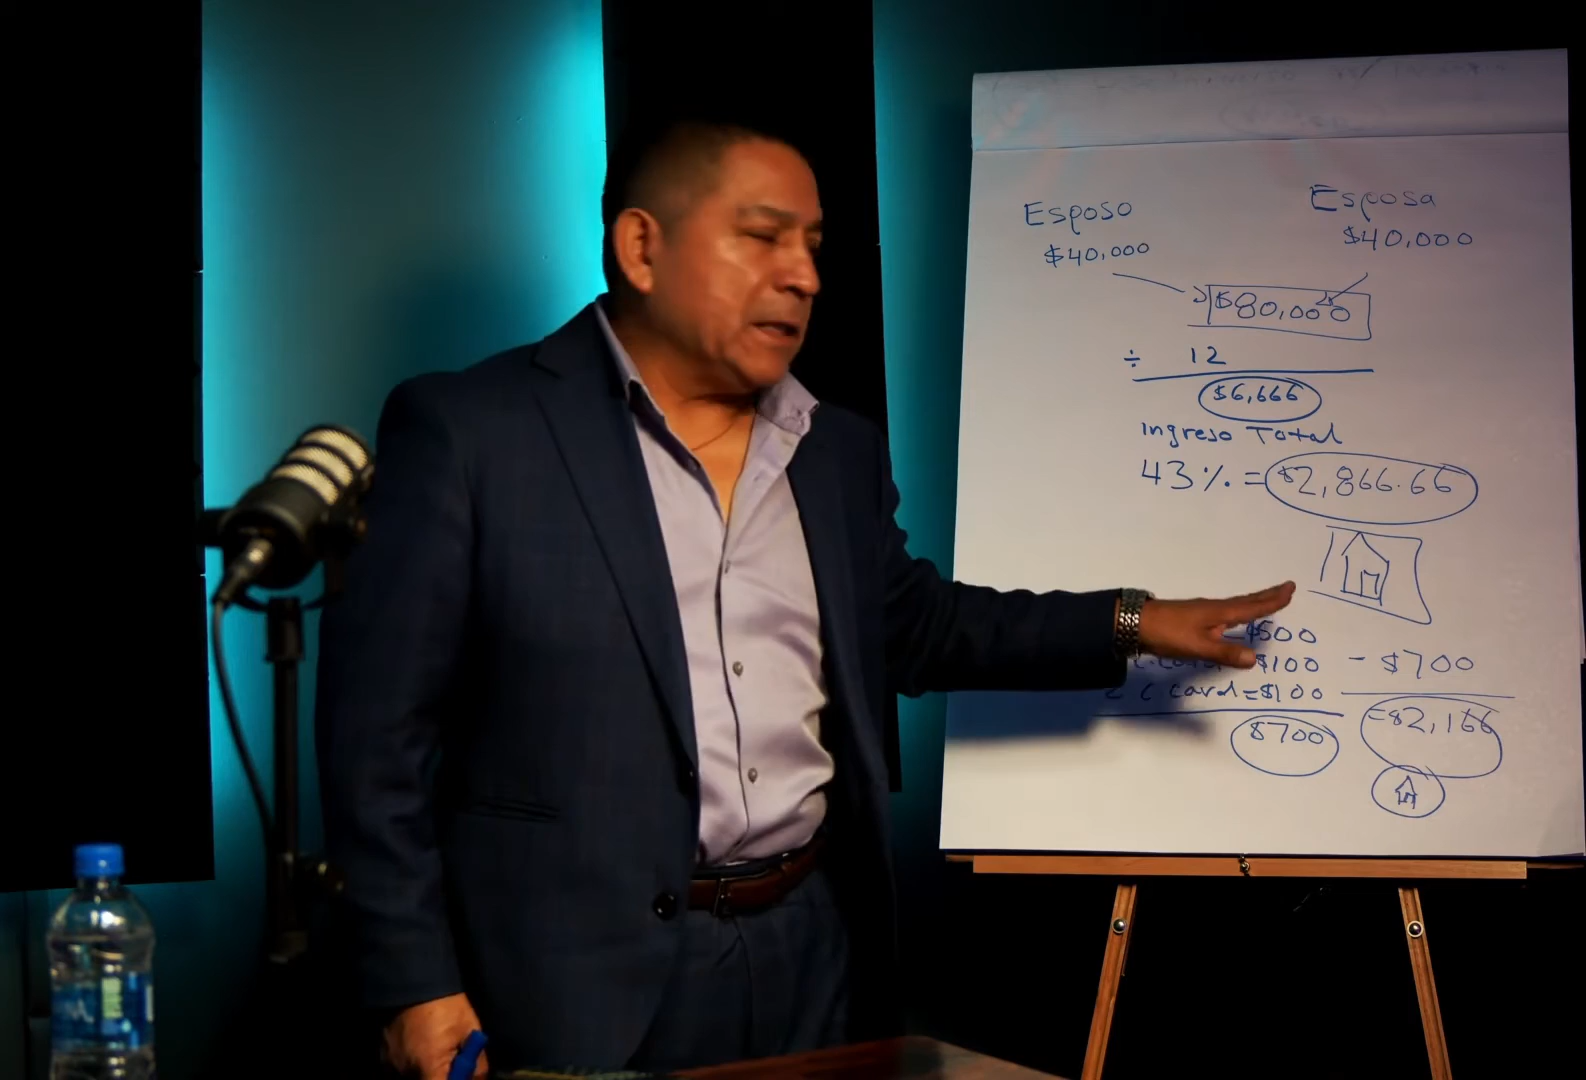 Esposo
$40,000
Esposa
$40,000
$80,000
÷ 12
$6,666
Ingreso Total
43% = $2,866.66
$500
$100
- $700
C Card = $100
$700
= $2,166